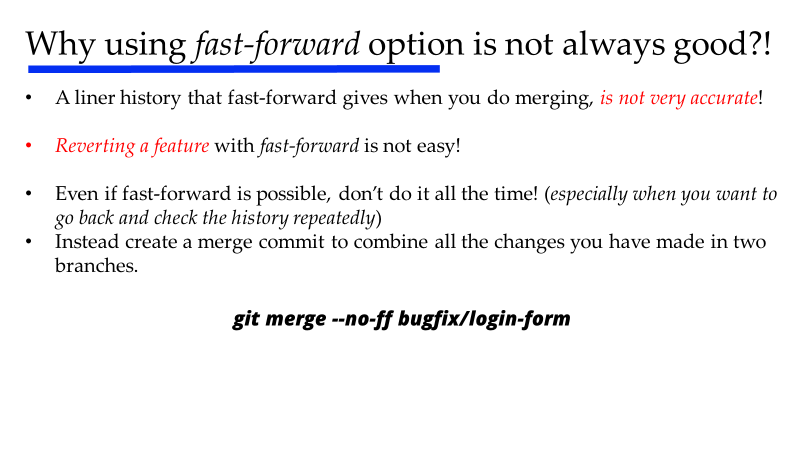 Why using fast-forward option is not always good?!
• A liner history that fast-forward gives when you do merging, is not very accurate!
• Reverting a feature with fast-forward is not easy!
• Even if fast-forward is possible, don’t do it all the time! (especially when you want to
go back and check the history repeatedly)
• Instead create a merge commit to combine all the changes you have made in two
branches.
git merge --no-ff bugfix/login-form